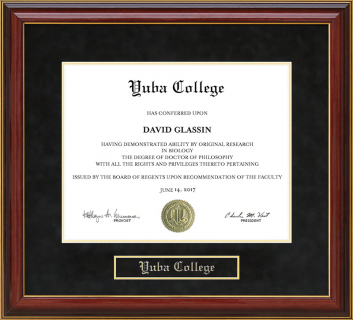 Yuba College
HAS CONFERRED UPON
DAVID GLASSIN
HAVING DEMONSTRATED ABILITY BY ORIGINAL RESEARCH
IN BIOLOGY
THE DEGREE OF DOCTOR OF PHILOSOPHY
WITH ALL THE RIGHTS AND PRIVILEGES THERETO PERTAINING
ISSUED BY THE BOARD OF REGENTS UPON RECOMMENDATION OF THE FACULTY
JUNE 14, 2017
PROVOST
PRESIDENT
Yuba College